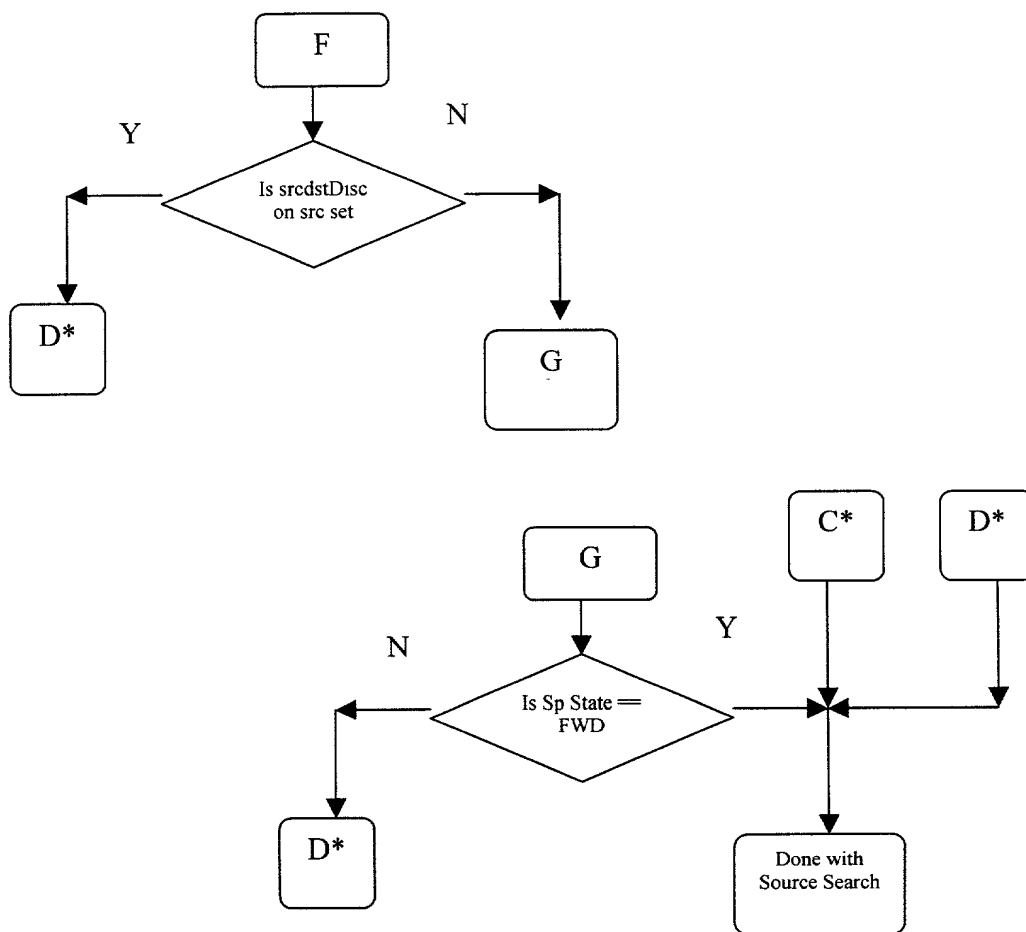 F
Y
N
Is srcdstDisc
on src set
D*
G
C*
D*
G
N
Y
Is Sp State ==
FWD
D*
Done with
Source Search